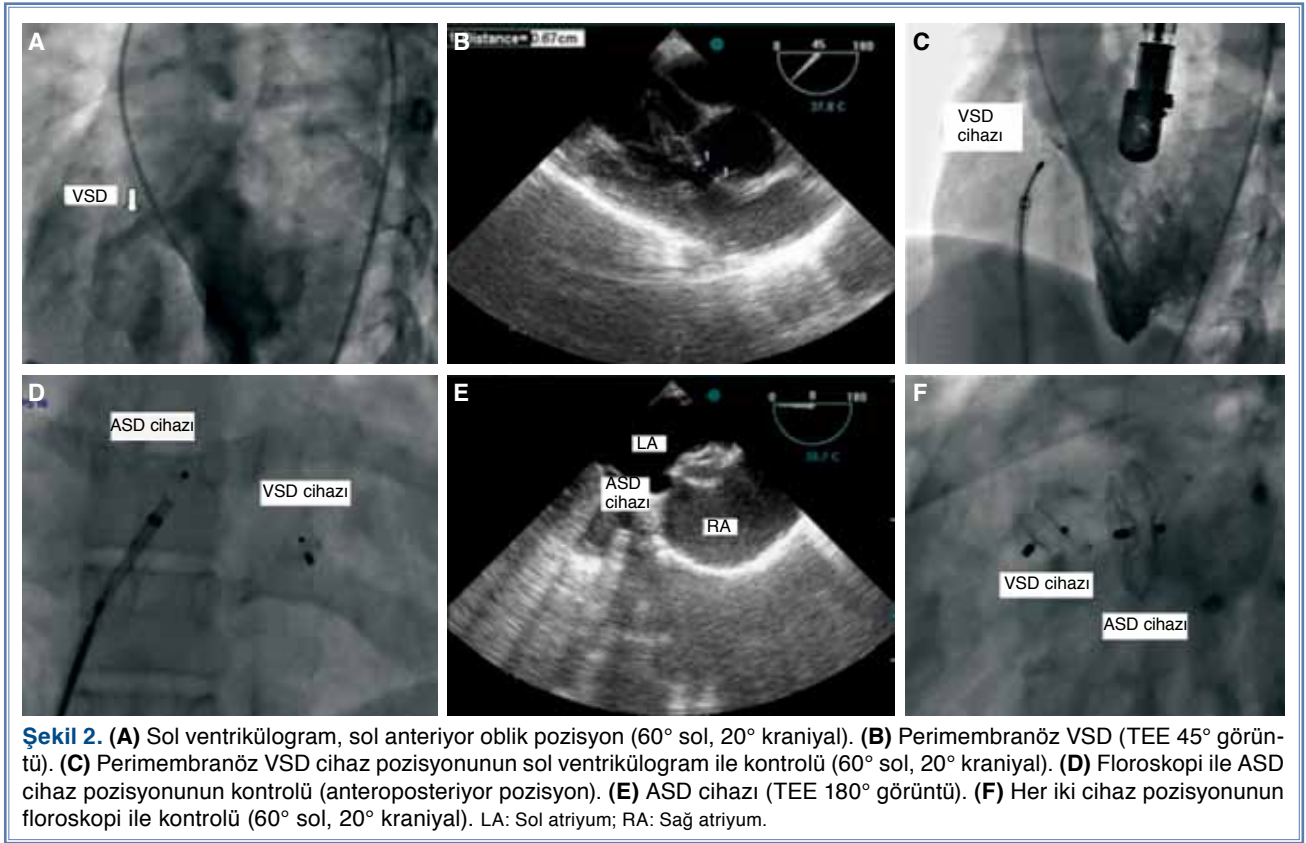 A
VSD
B
Distance= 0.67cm
0 45 180
37.8 C
C
VSD
cihazı
D
ASD cihazı
VSD cihazı
E
0 0 180
LA
ASD
cihazı
RA
F
VSD cihazı
ASD cihazı
Şekil 2. (A) Sol ventrikülogram, sol anteriyor oblik pozisyon (60° sol, 20° kraniyal). (B) Perimembranöz VSD (TEE 45° görün-
tü). (C) Perimembranöz VSD cihaz pozisyonunun sol ventrikülogram ile kontrolü (60° sol, 20° kraniyal). (D) Floroskopi ile ASD
cihaz pozisyonunun kontrolü (anteroposteriyor pozisyon). (E) ASD cihazı (TEE 180° görüntü). (F) Her iki cihaz pozisyonunun
floroskopi ile kontrolü (60° sol, 20° kraniyal). LA: Sol atriyum; RA: Sağ atriyum.